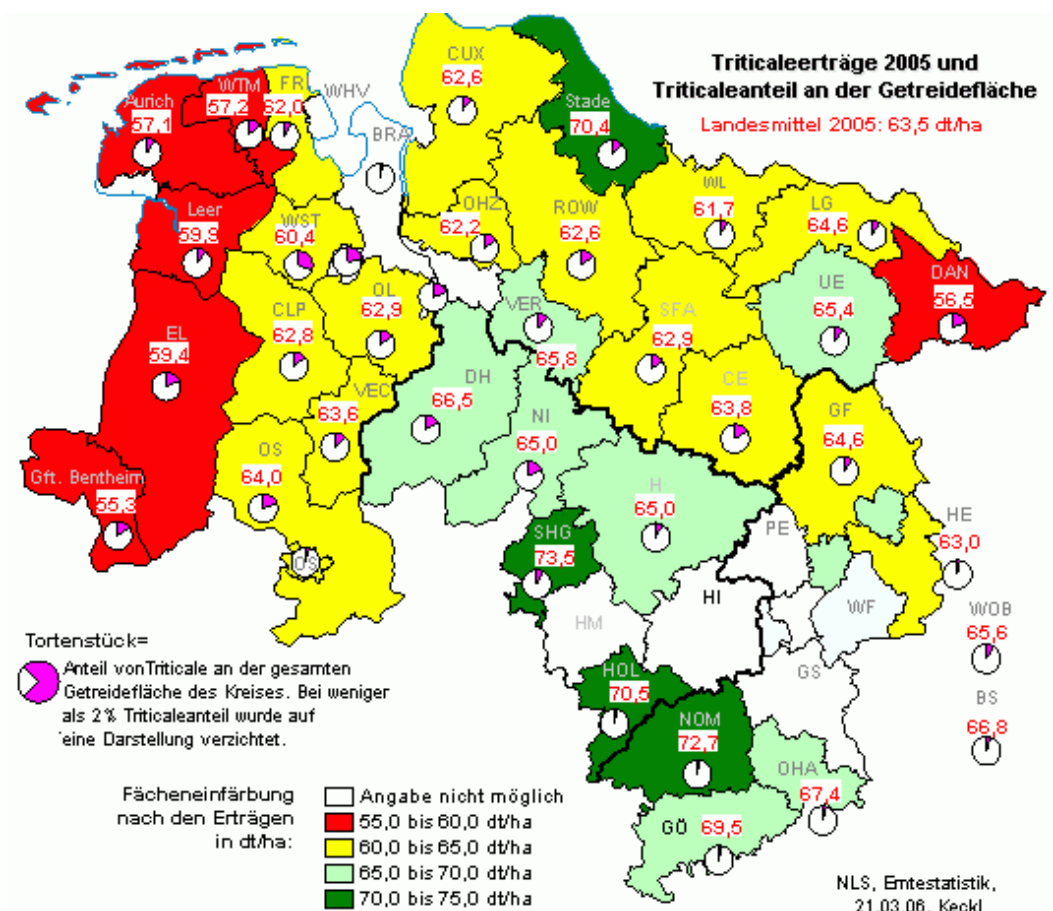 Triticaleerträge 2005 und
Triticaleanteil an der Getreidefläche
Landesmittel 2005: 63,5 dt/ha
CUX
62,6
WTM
57,2
FRI
62,0
WHV
Aurich
57,1
Stade
70,4
BRA
Leer
59,3
WST
60,4
OHZ
62,2
ROW
62,6
WL
61,7
LG
64,6
DAN
56,5
UE
65,4
EL
59,4
CLP
62,8
OL
62,9
VER
65,8
SFA
62,9
CE
63,8
DH
66,5
VEC
63,6
NI
65,0
GF
64,6
OS
64,0
Gft. Bentheim
55,3
H
65,0
SHG
73,5
PE
HE
63,0
OS
HM
HI
WF
WOB
65,6
HOL
70,5
GS
BS
66,8
NOM
72,7
OHA
67,4
GÖ 69,5
Tortenstück=
Anteil von Triticale an der gesamten
Getreidefläche des Kreises. Bei weniger
als 2% Triticaleanteil wurde auf
eine Darstellung verzichtet.
Fächeneinfärbung
nach den Erträgen
in dt/ha:
Angabe nicht möglich
55,0 bis 60,0 dt/ha
60,0 bis 65,0 dt/ha
65,0 bis 70,0 dt/ha
70,0 bis 75,0 dt/ha
NLS, Erntestatistik,
21.03.06, Keckl